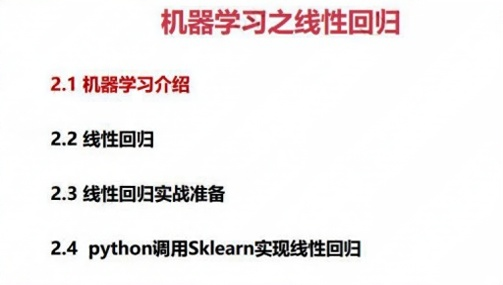 机器学习之线性回归
2.1 机器学习介绍
2.2 线性回归
2.3 线性回归实战准备
2.4 python调用Sklearn实现线性回归